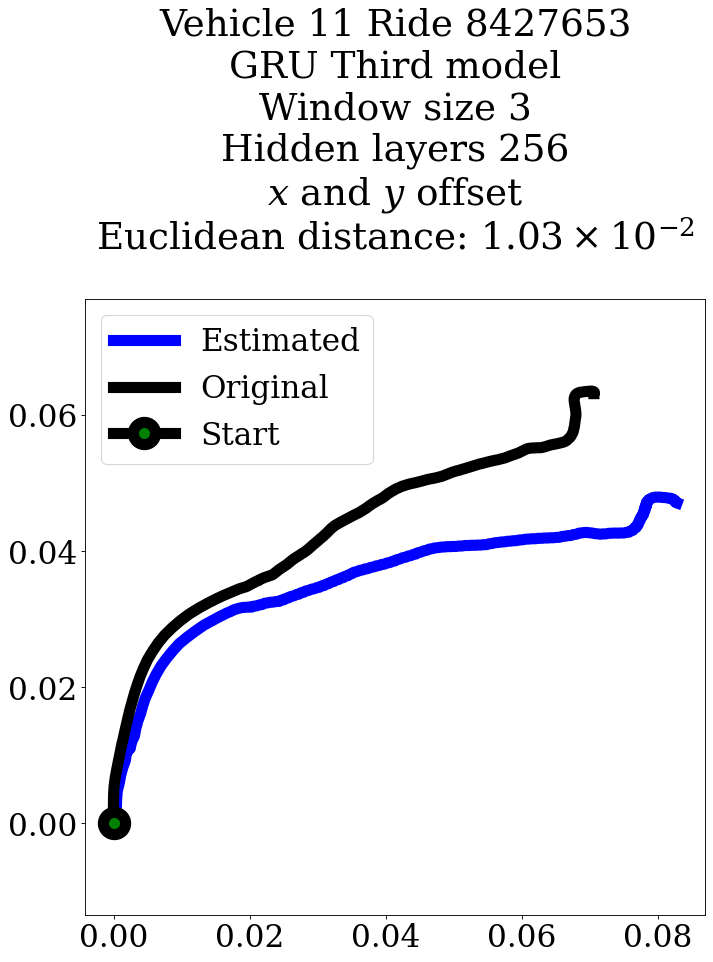 Vehicle 11 Ride 8427653
GRU Third model
Window size 3
Hidden layers 256
x and y offset
Euclidean distance: 1.03 × 10⁻²
Estimated
Original
Start
0.06
0.04
0.02
0.00
0.00 0.02 0.04 0.06 0.08